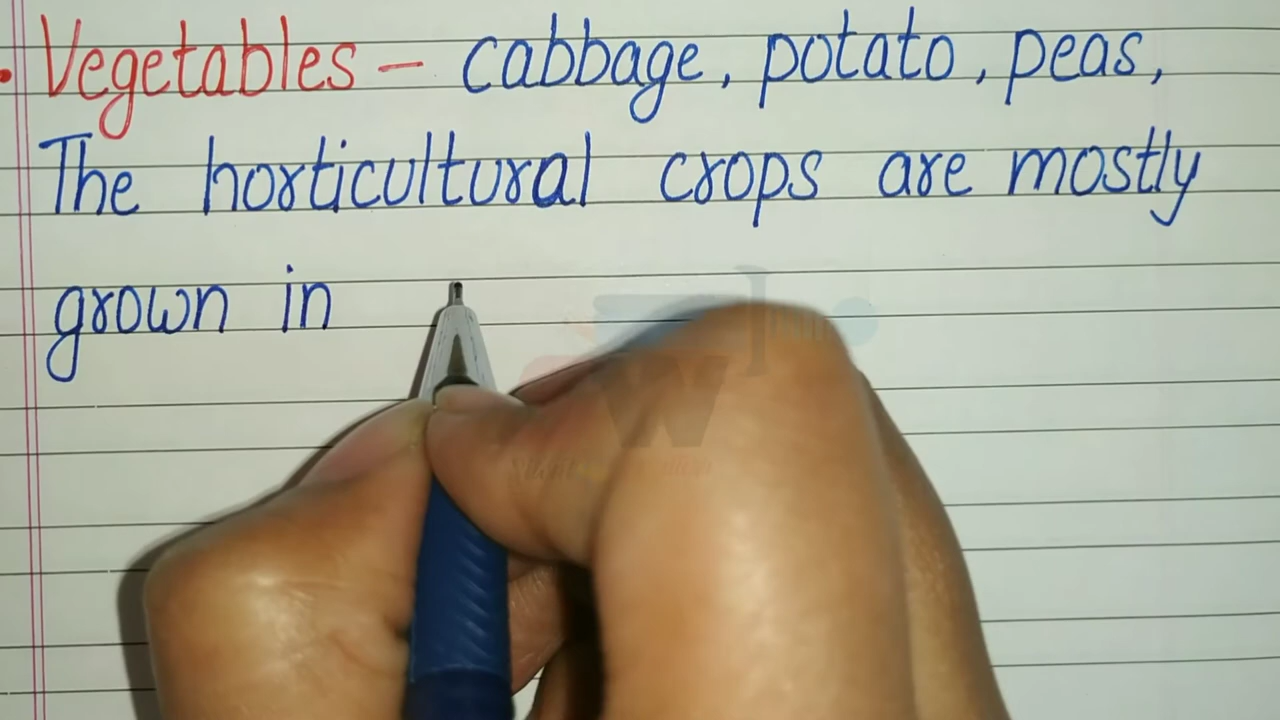 Vegetables - cabbage, potato, peas,
The horticultural crops are mostly
grown in